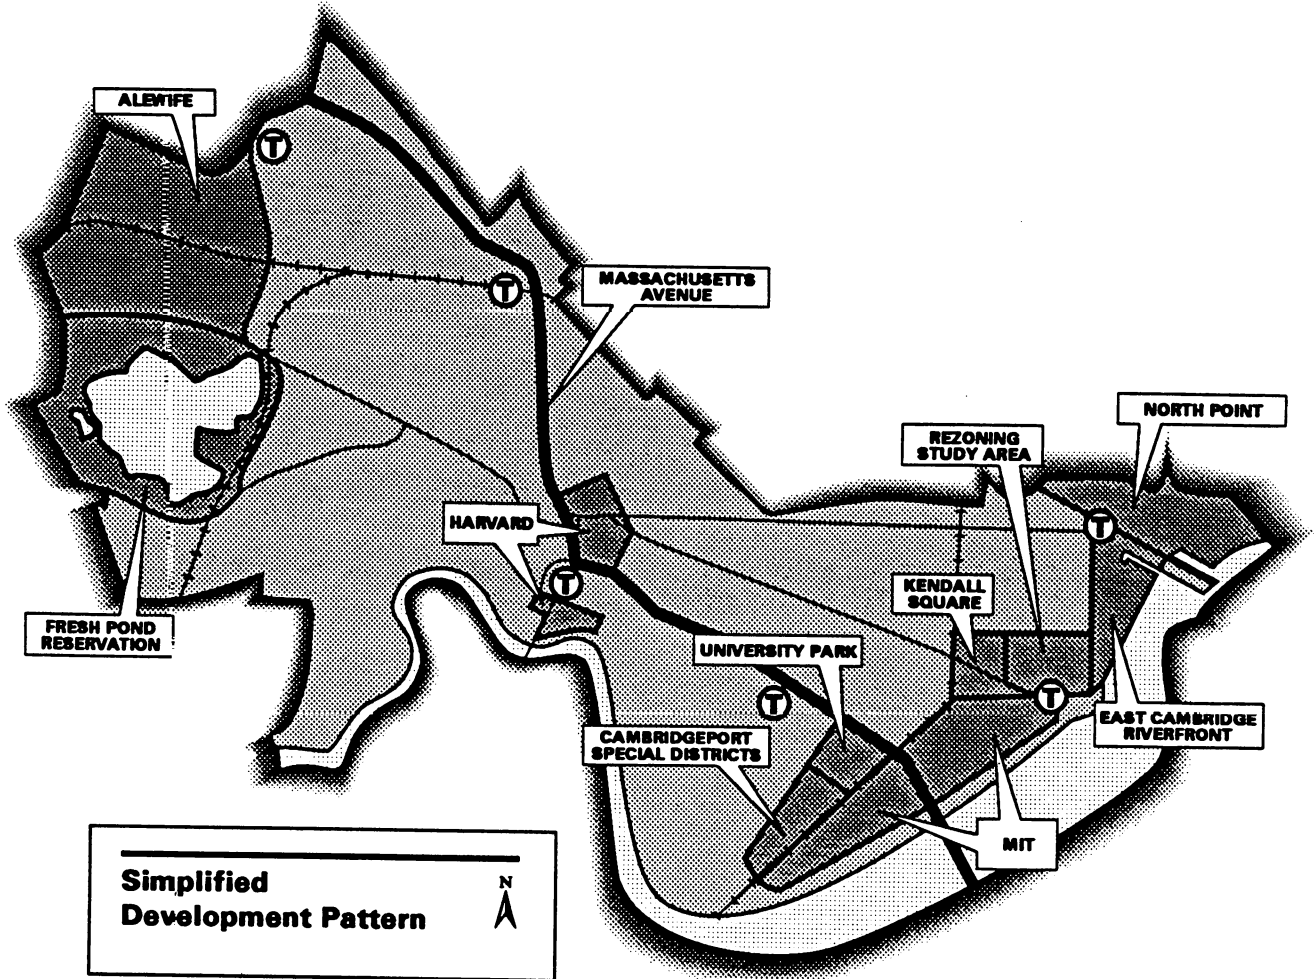 ALEWIFE
T
T
MASSACHUSETTS
AVENUE
NORTH POINT
REZONING
STUDY AREA
HARVARD
T
T
KENDALL
SQUARE
FRESH POND
RESERVATION
UNIVERSITY PARK
T
T
CAMBRIDGEPORT
SPECIAL DISTRICTS
EAST CAMBRIDGE
RIVERFRONT
MIT
Simplified
Development Pattern
N